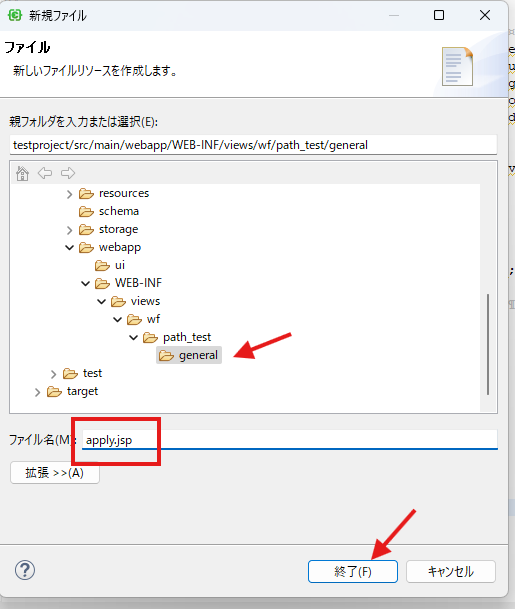 新規ファイル
ファイル
新しいファイルリソースを作成します。
親フォルダを入力または選択(E):
testproject/src/main/webapp/WEB-INF/views/wf/path_test/general
resources
schema
storage
webapp
ui
WEB-INF
views
wf
path_test
general
test
target
ファイル名(M): apply.jsp
拡張 >>(A)
終了(F) キャンセル